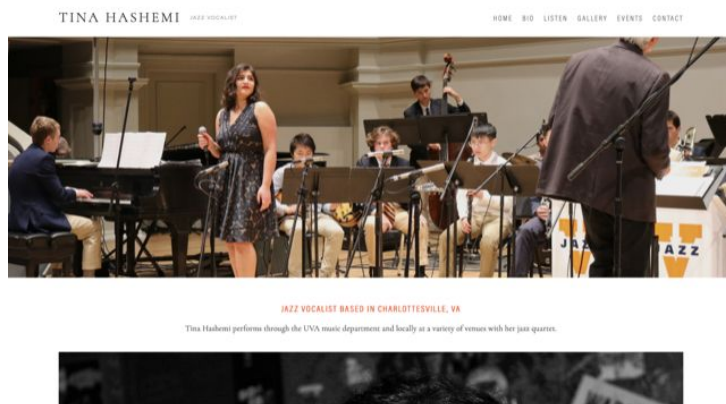 TINA HASHEMI JAZZ VOCALIST HOME BIO LISTEN GALLERY EVENTS CONTACT
JAZZ
JAZZ VOCALIST BASED IN CHARLOTTESVILLE, VA
Tina Hashemi performs through the UVA music department and locally at a variety of venues with her jazz quartet.